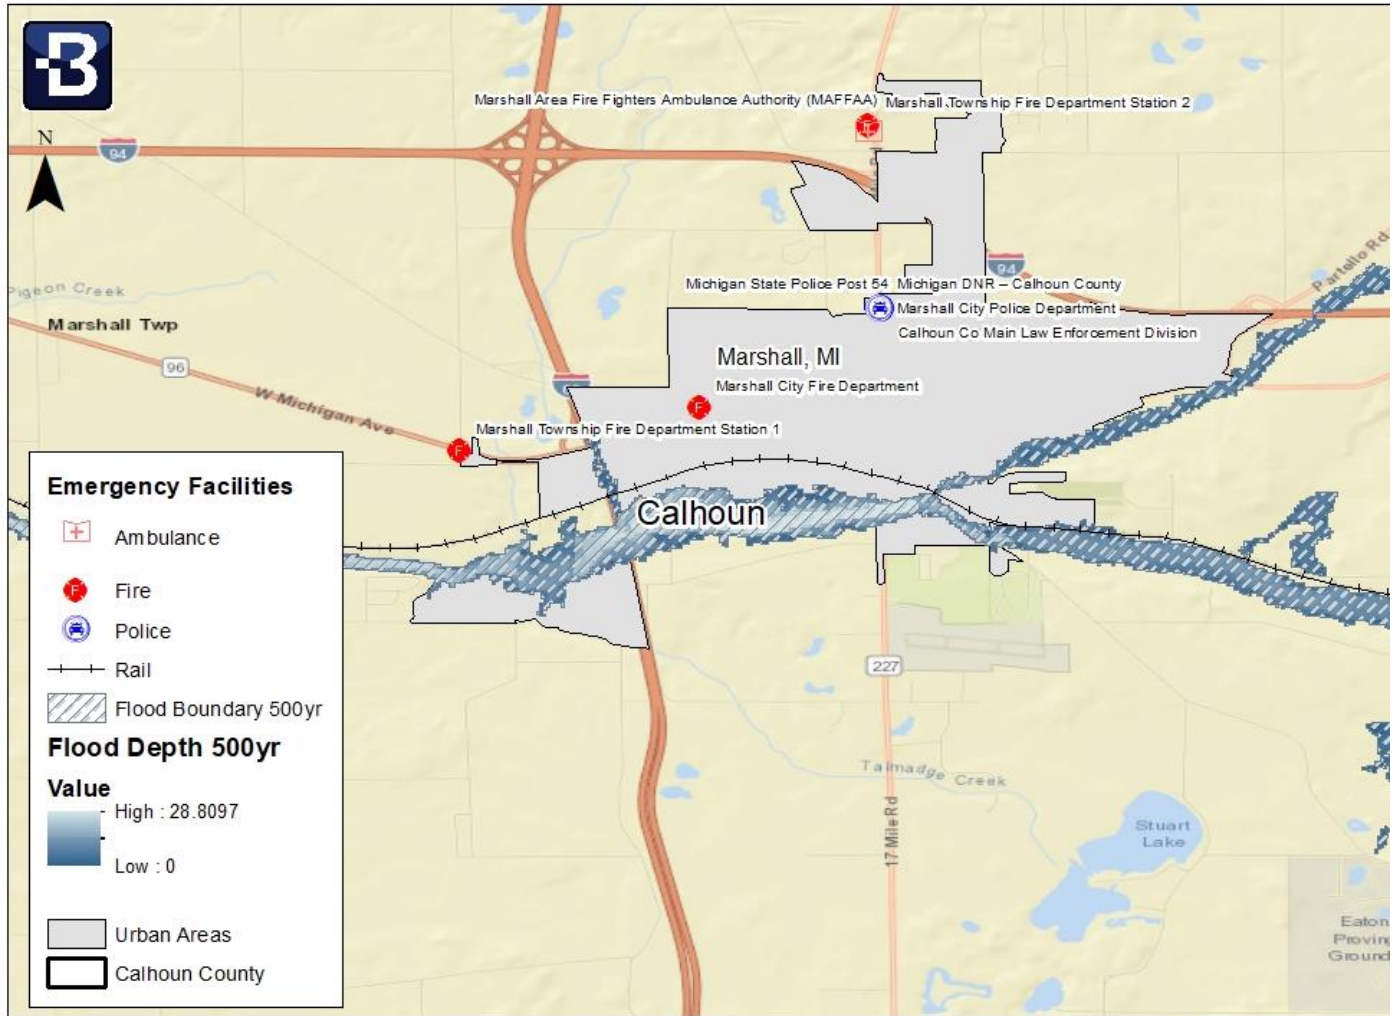 B
Marshall Area Fire Fighters Ambulance Authority (MAFFAA)
Marshall Township Fire Department Station 2
N
94
94
Partello Rd
Michigan State Police Post 54
Michigan DNR – Calhoun County
Marshall City Police Department
Calhoun Co Main Law Enforcement Division
Pigeon Creek
Marshall Twp
96
W Michigan Ave
Marshall, MI
Marshall City Fire Department
F
Marshall Township Fire Department Station 1
F
Calhoun
227
Talmadge Creek
17 Mile Rd
Stuart
Lake
Eaton
Proving
Ground
Emergency Facilities
Ambulance
F
Fire
Police
Rail
Flood Boundary 500yr
Flood Depth 500yr
Value
High : 28.8097
Low : 0
Urban Areas
Calhoun County